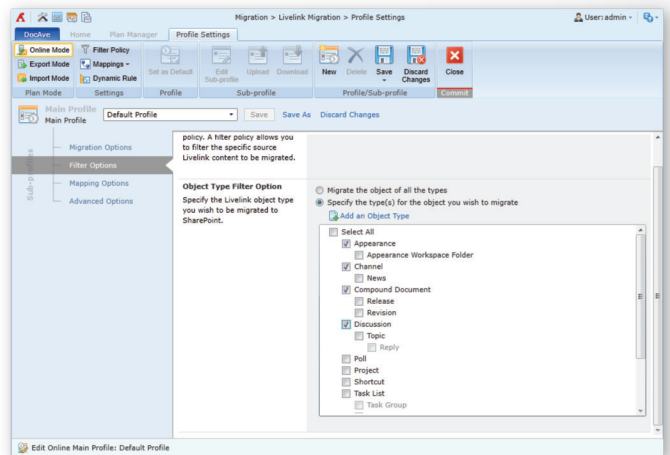 Migration > Livelink Migration > Profile Settings
User: admin
DocAve
Home
Plan Manager
Profile Settings
Online Mode
Export Mode
Import Mode
Plan Mode
Filter Policy
Mappings
Dynamic Rule
Settings
Set as Default
Profile
Edit
Sub-profile
Upload
Download
Sub-profile
New
Delete
Save
Discard
Changes
Profile/Sub-profile
Close
Commit
Main Profile
Main Profile
Default Profile
Save
Save As
Discard Changes
Sub-profiles
Migration Options
Filter Options
Mapping Options
Advanced Options
policy. A filter policy allows you
to filter the specific source
Livelink content to be migrated.
Object Type Filter Option
Specify the Livelink object type
you wish to be migrated to
SharePoint.
Migrate the object of all the types
Specify the type(s) for the object you wish to migrate
Add an Object Type
Select All
Appearance
Appearance Workspace Folder
Channel
News
Compound Document
Release
Revision
Discussion
Topic
Reply
Poll
Project
Shortcut
Task List
Task Group
Edit Online Main Profile: Default Profile